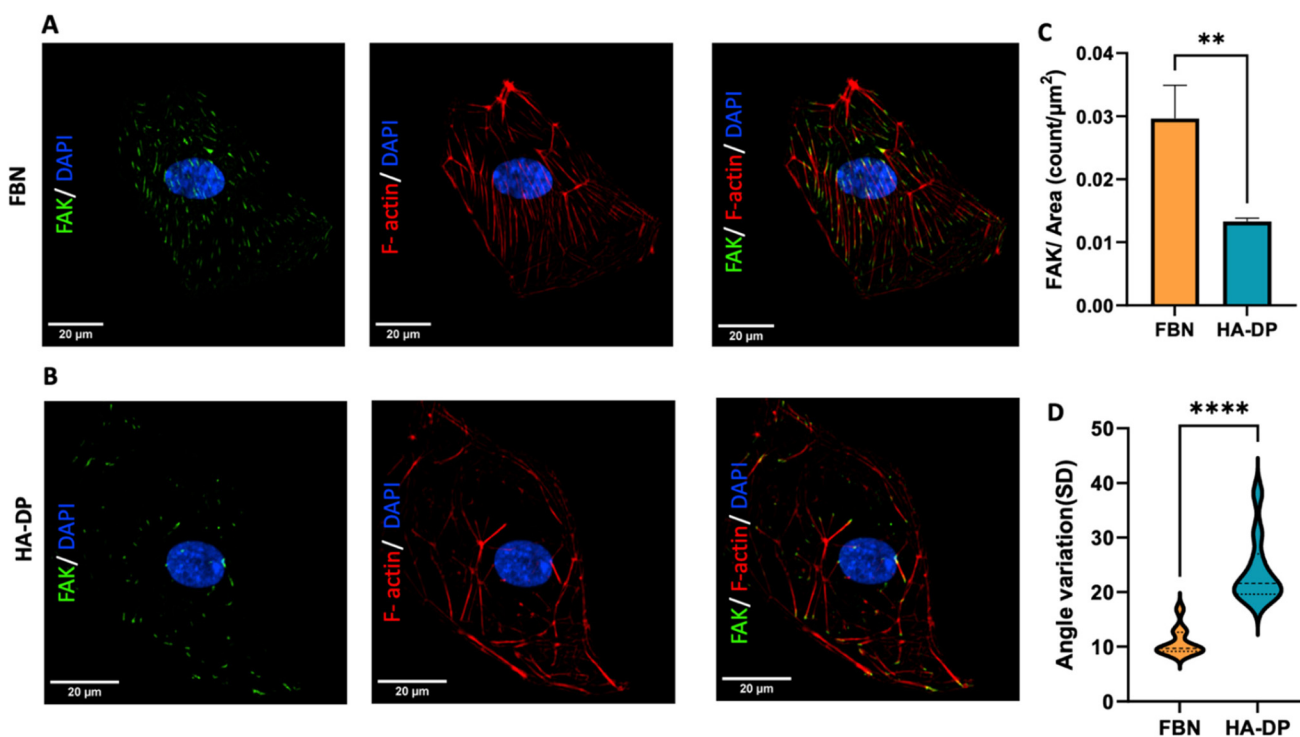 A
FBN
FAK/ DAPI
20 µm
F- actin/ DAPI
20 µm
FAK/ F-actin/ DAPI
20 µm
B
HA-DP
FAK/ DAPI
20 µm
F- actin/ DAPI
20 µm
FAK/ F-actin/ DAPI
20 µm
C
FAK/ Area (count/µm²)
0.04
0.03
0.02
0.01
0.00
**
FBN HA-DP
D
Angle variation(SD)
50
40
30
20
10
0
****
FBN HA-DP